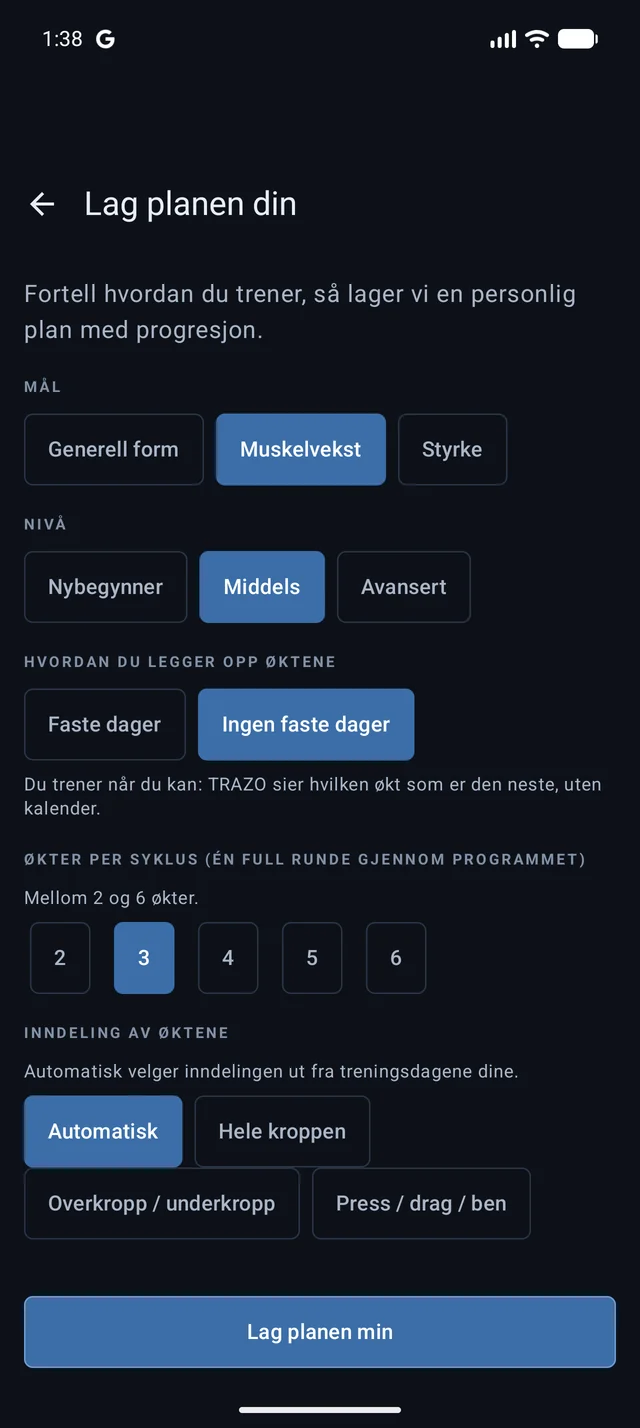 1:38 G
Lag planen din
Fortell hvordan du trener, så lager vi en personlig
plan med progresjon.
MÅL
Generell form Muskelvekst Styrke
NIVÅ
Nybegynner Middels Avansert
HVORDAN DU LEGGER OPP ØKTENE
Faste dager Ingen faste dager
Du trener når du kan: TRAZO sier hvilken økt som er den neste, uten
kalender.
ØKTER PER SYKLUS (ÉN FULL RUNDE GJENNOM PROGRAMMET)
Mellom 2 og 6 økter.
2 3 4 5 6
INNDELING AV ØKTENE
Automatisk velger inndelingen ut fra treningsdagene dine.
Automatisk Hele kroppen
Overkropp / underkropp Press / drag / ben
Lag planen min